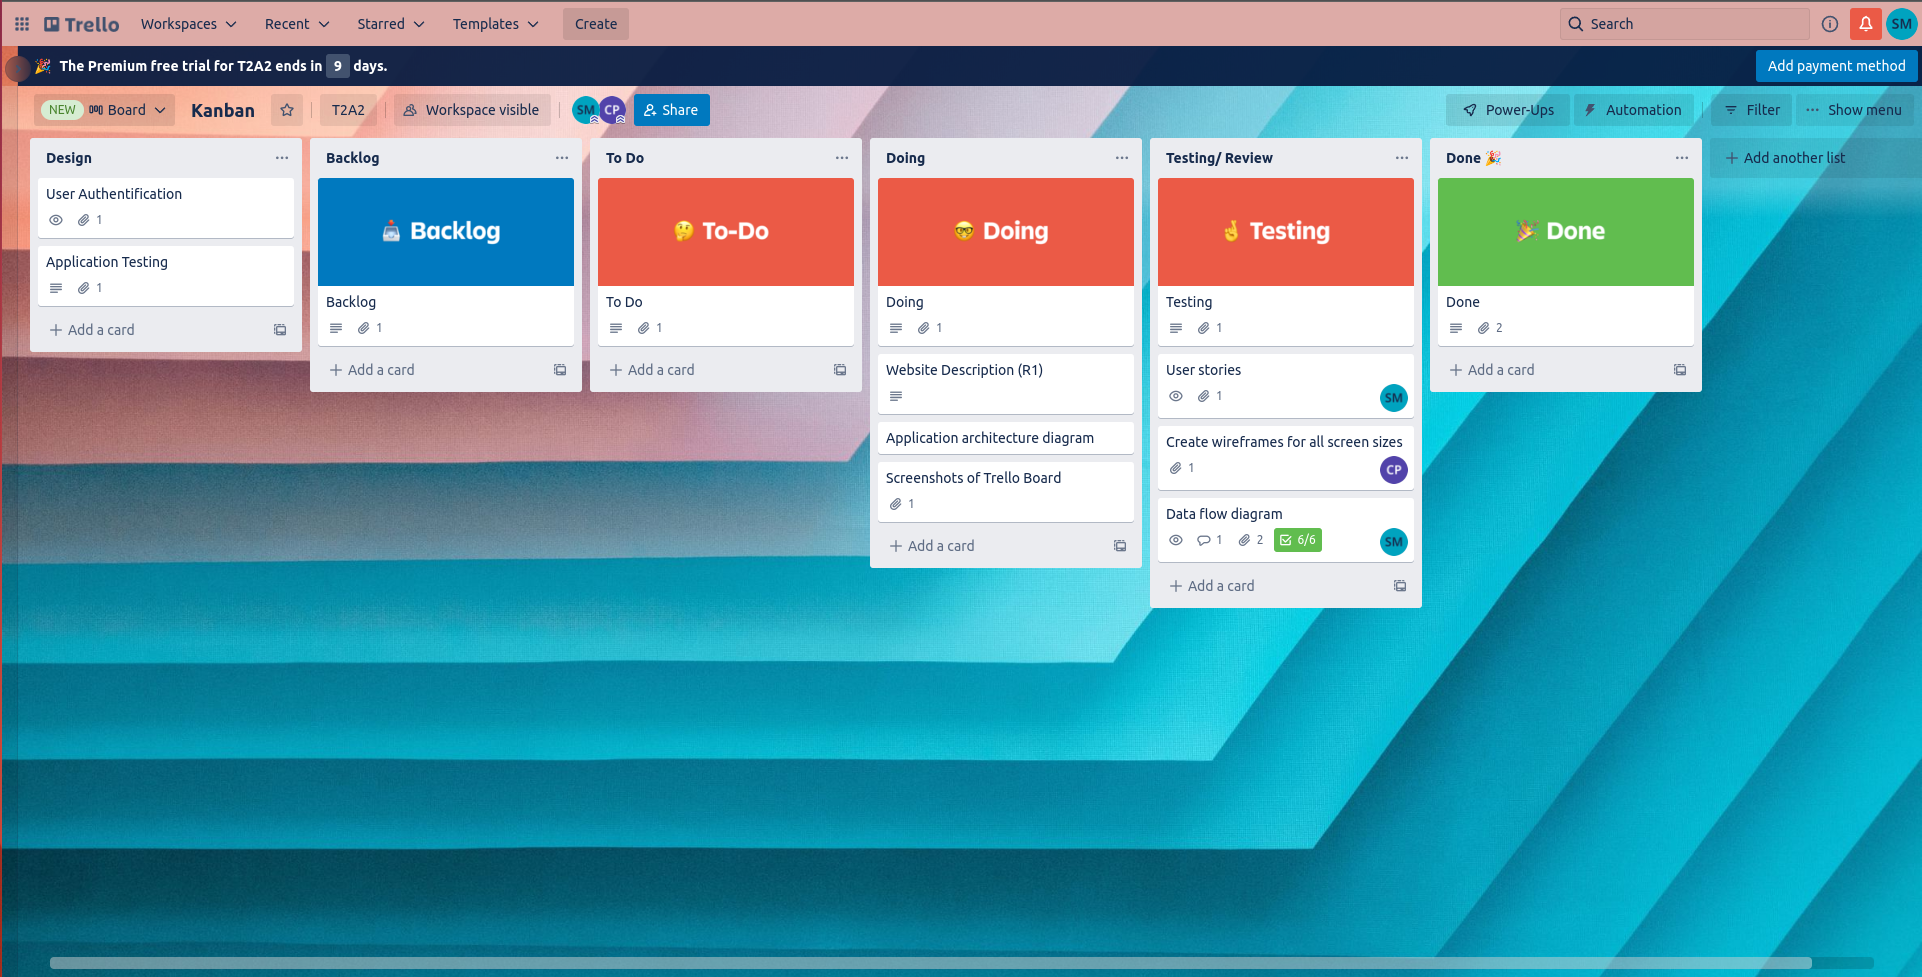 Trello Workspaces Recent Starred Templates Create Search SM
The Premium free trial for T2A2 ends in 9 days. Add payment method
NEW Board Kanban T2A2 Workspace visible SM CP Share Power-Ups Automation Filter Show menu
Design
User Authentification
1
Application Testing
1
Add a card
Backlog
Backlog
Backlog
1
Add a card
To Do
To-Do
To Do
1
Add a card
Doing
Doing
Doing
1
Website Description (R1)
Application architecture diagram
Screenshots of Trello Board
1
Add a card
Testing/ Review
Testing
Testing
1
User stories
1 SM
Create wireframes for all screen sizes
1 CP
Data flow diagram
1 2 6/6 SM
Add a card
Done
Done
Done
2
Add a card
Add another list